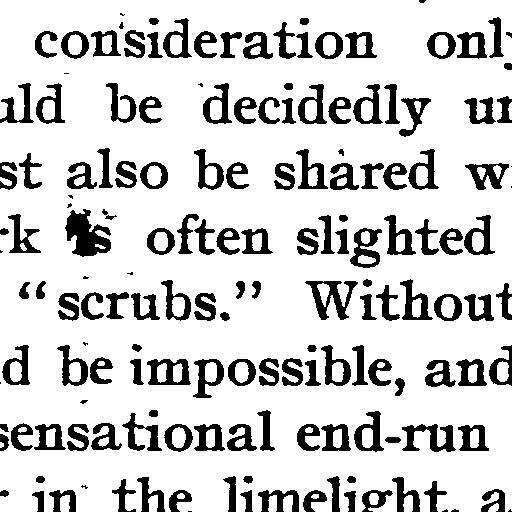 consideration only
uld be decidedly un
st also be shared wi
rk is often slighted
"scrubs." Without
d be impossible, and
sensational end-run
r in the limelight, a